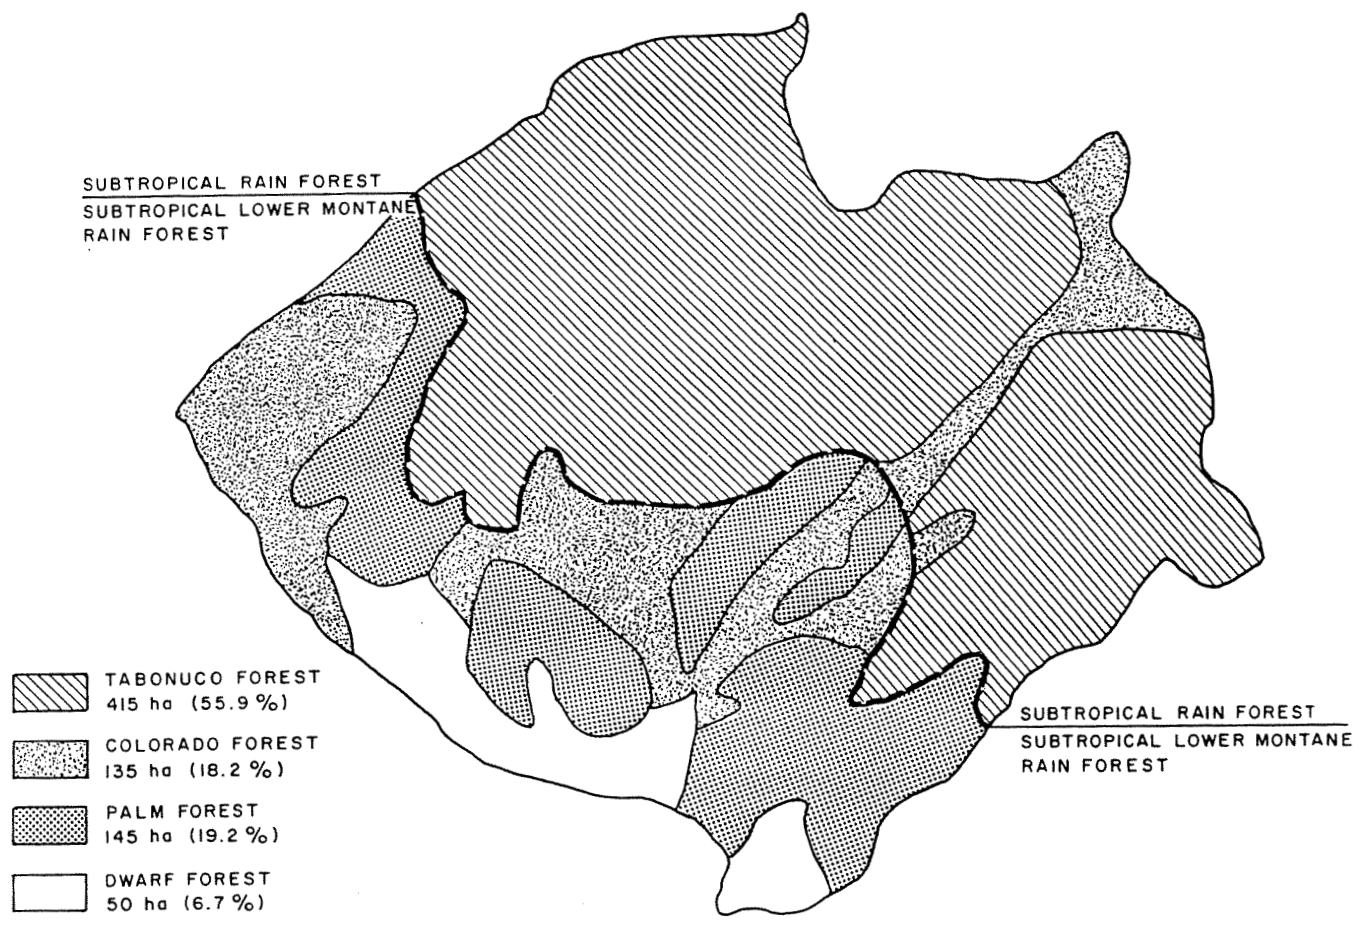 SUBTROPICAL RAIN FOREST
SUBTROPICAL LOWER MONTANE
RAIN FOREST
TABONUCO FOREST
415 ha (55.9%)
COLORADO FOREST
135 ha (18.2%)
PALM FOREST
145 ha (19.2%)
DWARF FOREST
50 ha (6.7%)
SUBTROPICAL RAIN FOREST
SUBTROPICAL LOWER MONTANE
RAIN FOREST